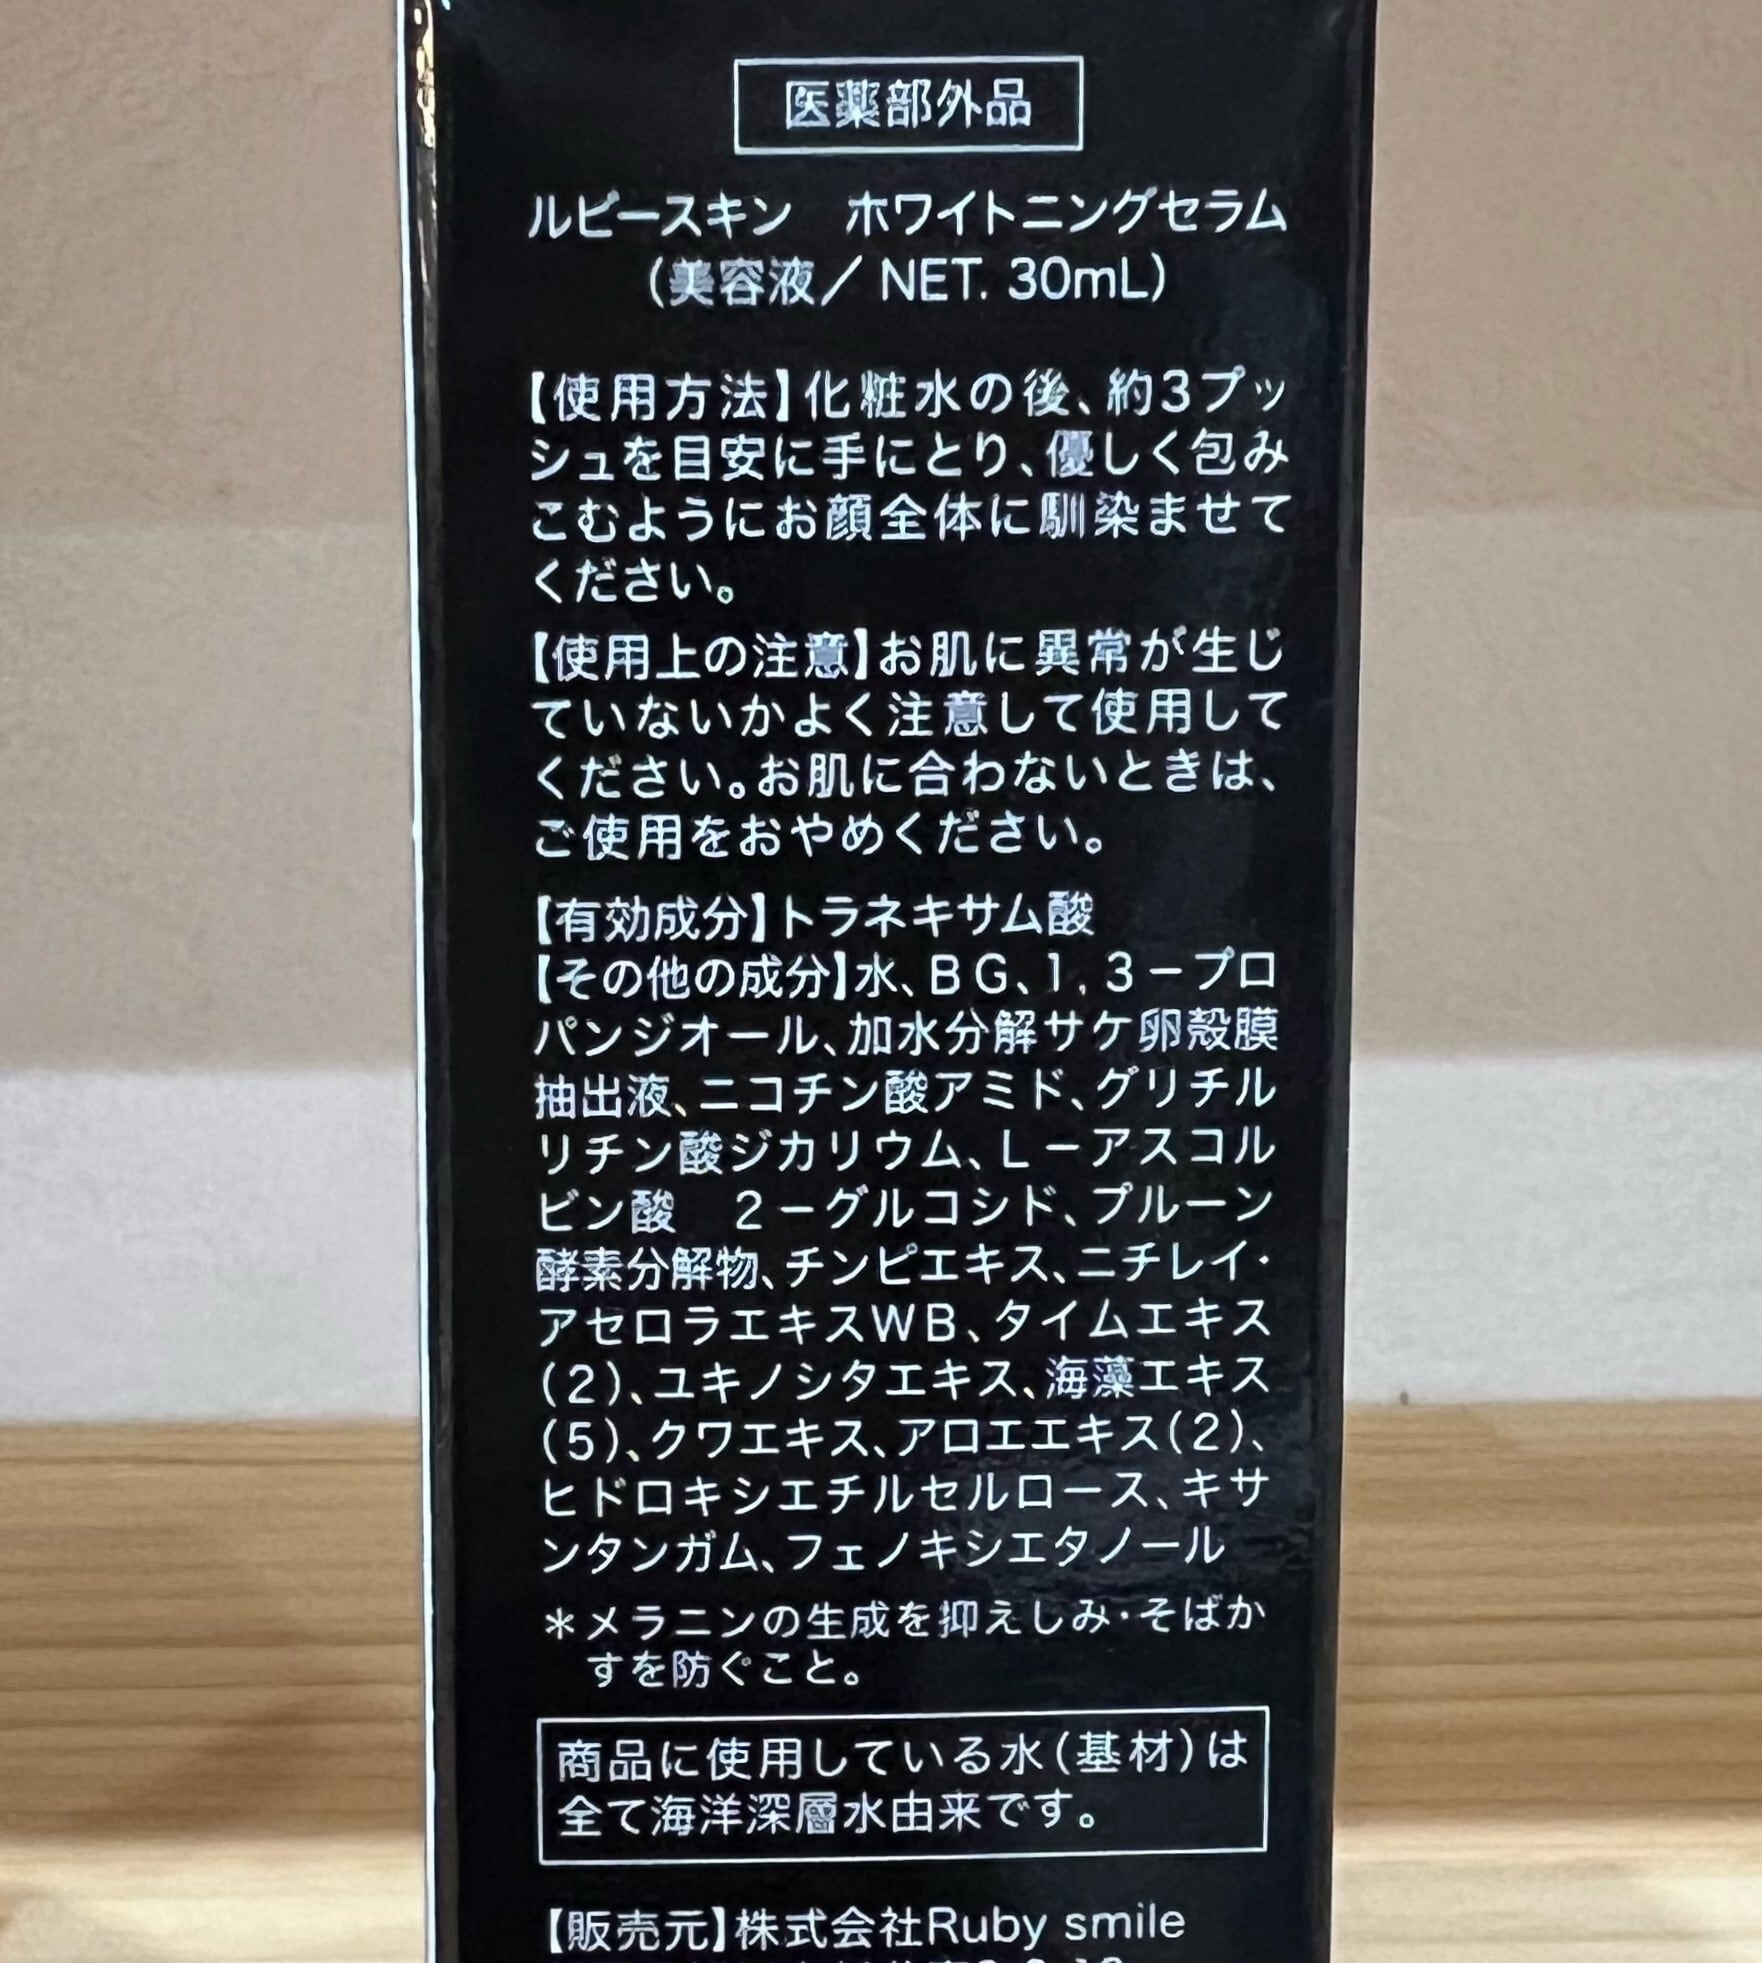 医薬部外品
ルビースキン　ホワイトニングセラム
(美容液／NET. 30mL)
【使用方法】化粧水の後、約3プッ
シュを目安に手にとり、優しく包み
こむようにお顔全体に馴染ませて
ください。
【使用上の注意】お肌に異常が生じ
ていないかよく注意して使用して
ください。お肌に合わないときは、
ご使用をおやめください。
【有効成分】トラネキサム酸
【その他の成分】水、BG、1,3－プロ
パンジオール、加水分解サケ卵殻膜
抽出液、ニコチン酸アミド、グリチル
リチン酸ジカリウム、L－アスコル
ビン酸　2－グルコシド、プルーン
酵素分解物、チンピエキス、ニチレイ・
アセロラエキスWB、タイムエキス
(2)、ユキノシタエキス、海藻エキス
(5)、クワエキス、アロエエキス(2)、
ヒドロキシエチルセルロース、キサ
ンタンガム、フェノキシエタノール
＊メラニンの生成を抑えしみ・そばか
すを防ぐこと。
商品に使用している水(基材)は
全て海洋深層水由来です。
【販売元】株式会社Ruby smile